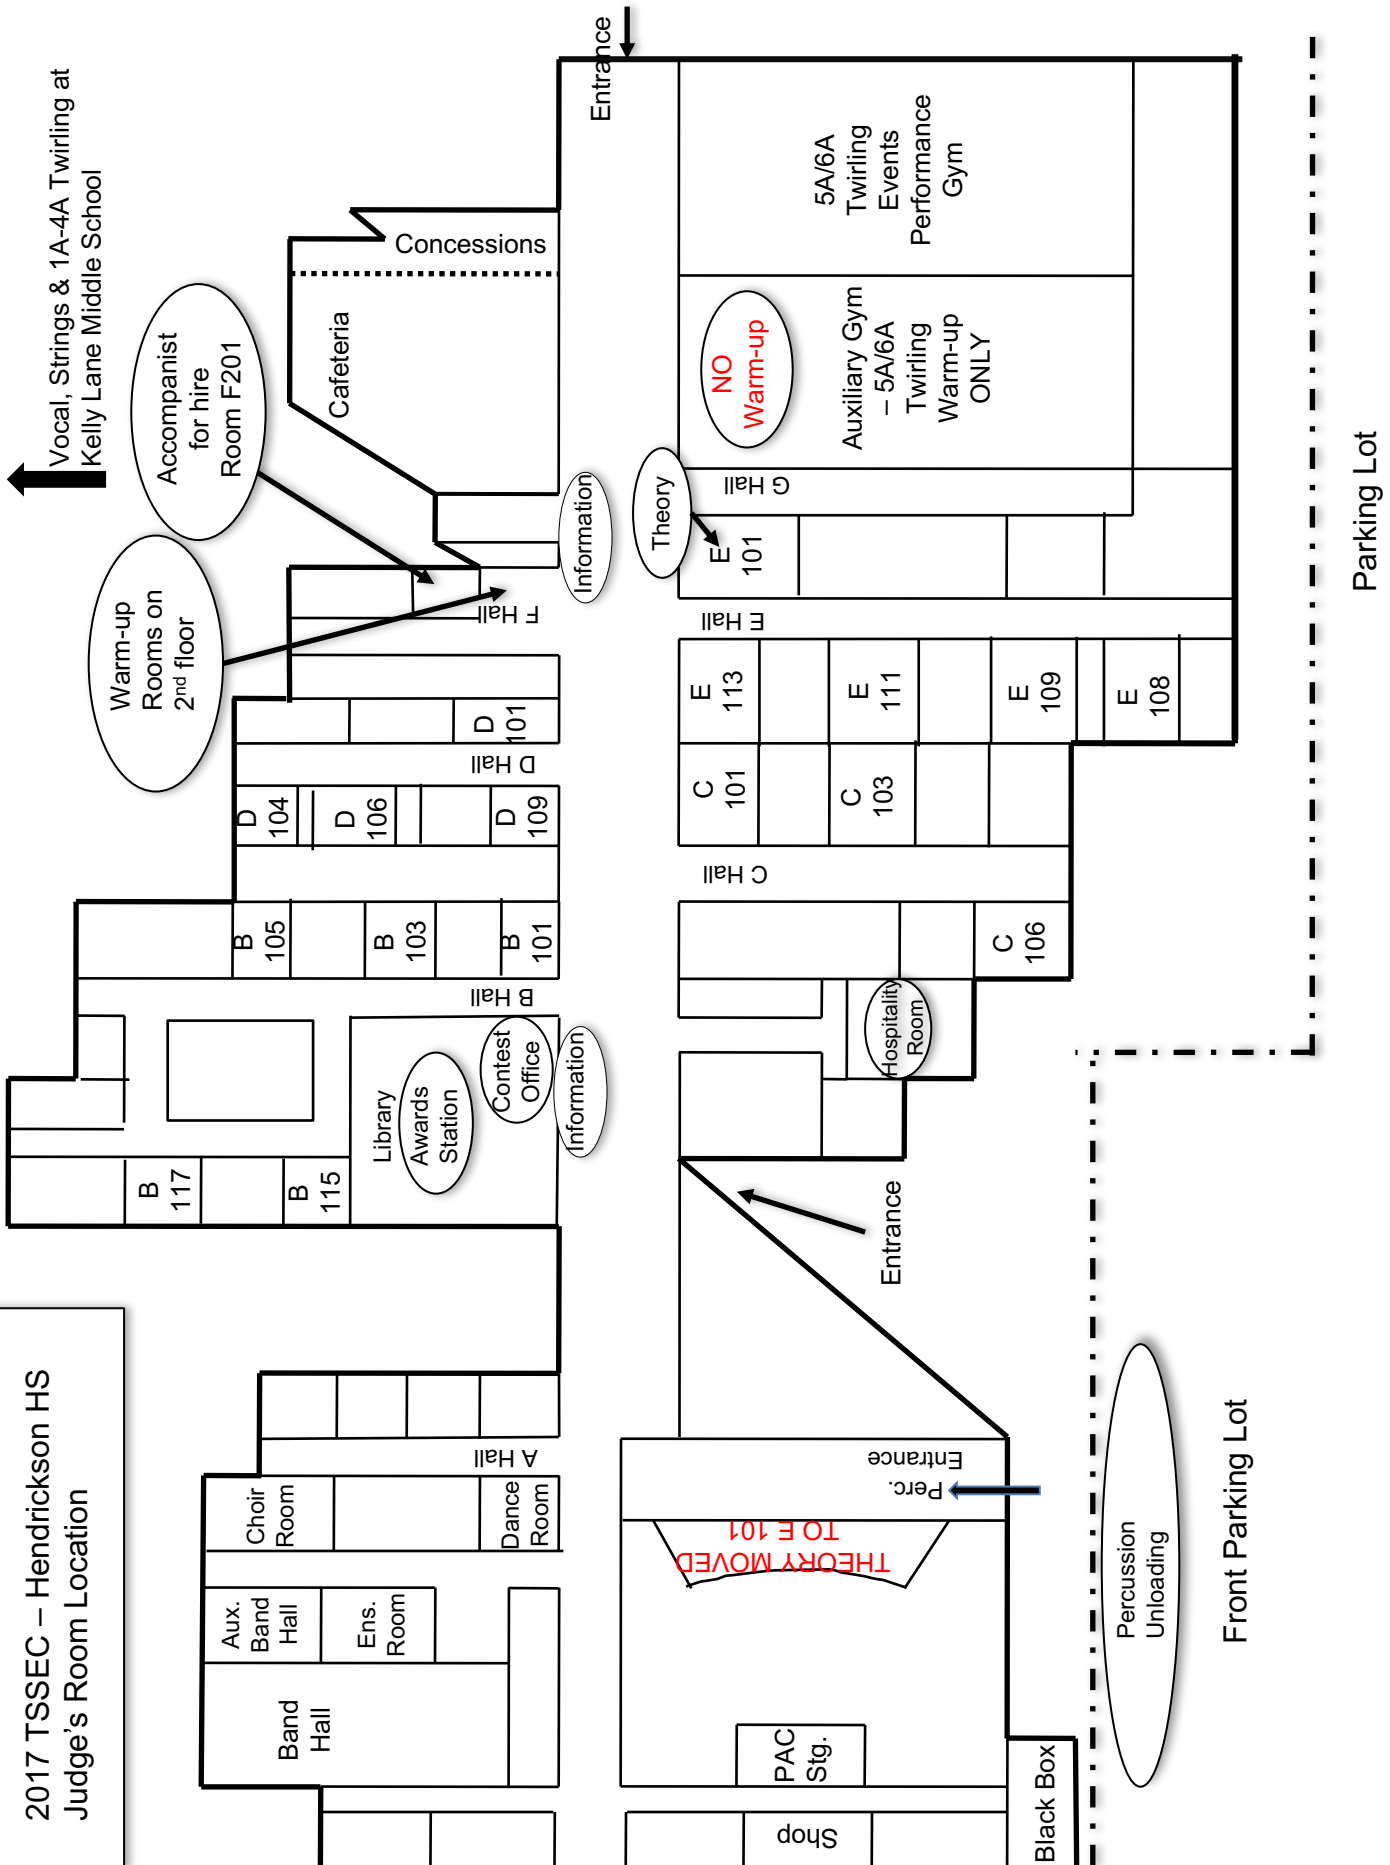 2017 TSSEC – Hendrickson HS
Judge's Room Location
Vocal, Strings & 1A-4A Twirling at
Kelly Lane Middle School
Accompanist
for hire
Room F201
Warm-up
Rooms on
2nd floor
Band
Hall
Aux.
Band
Hall
Ens.
Room
Choir
Room
Dance
Room
A Hall
B
117
B
115
Library
Awards
Station
Contest
Office
Information
B Hall
B
105
B
103
B
101
D
104
D
106
D
109
D Hall
D
101
F Hall
Information
Cafeteria
Concessions
Entrance
Shop
Black Box
PAC
Stg.
THEORY MOVED
TO E 101
Perc.
Entrance
Entrance
Hospitality
Room
C
106
C Hall
C
101
C
103
E
113
E
111
E
109
E
108
E Hall
Theory
E
101
G Hall
NO
Warm-up
Auxiliary Gym
– 5A/6A
Twirling
Warm-up
ONLY
5A/6A
Twirling
Events
Performance
Gym
Percussion
Unloading
Front Parking Lot
Parking Lot